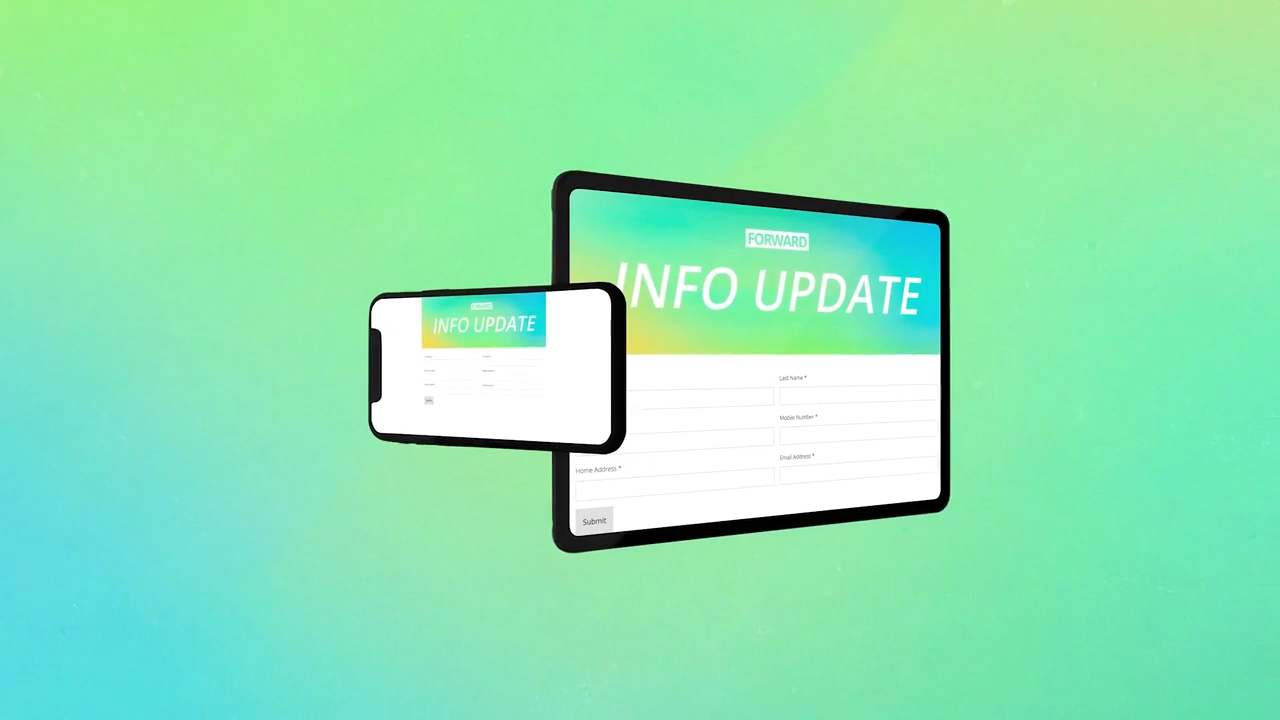 FORWARD
INFO UPDATE
Last Name *
Mobile Number *
Home Address *
Email Address *
Submit
FORWARD
INFO UPDATE